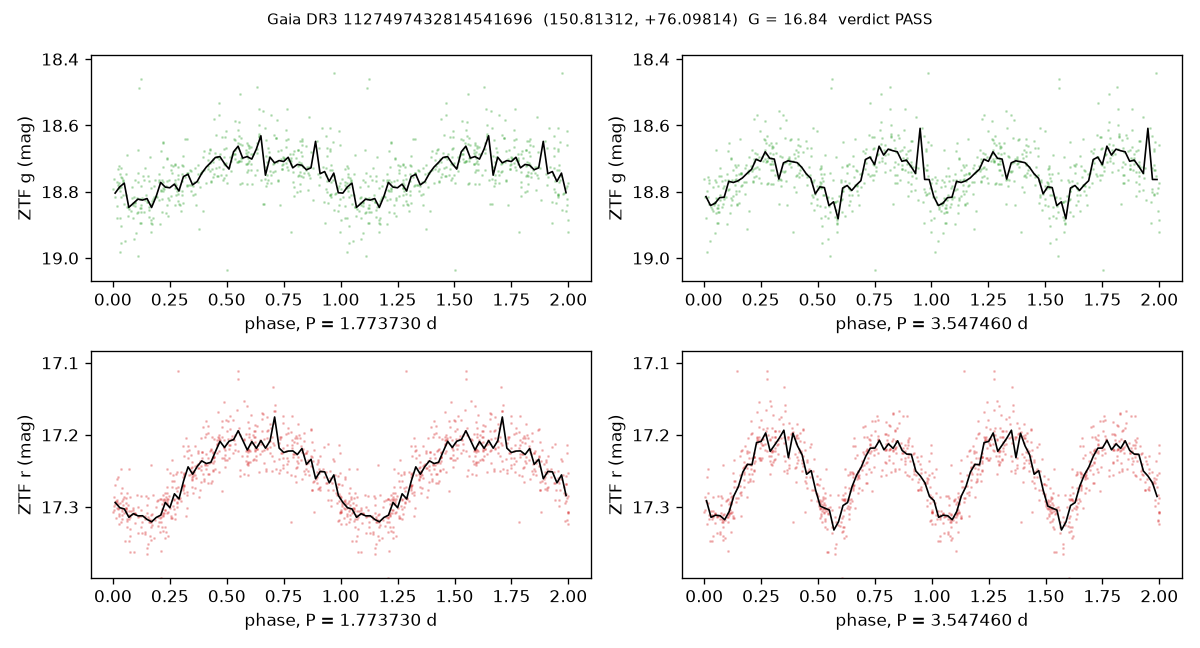 Gaia DR3 1127497432814541696 (150.81312, +76.09814) G = 16.84 verdict PASS
18.4
18.6
18.8
19.0
ZTF g (mag)
0.00 0.25 0.50 0.75 1.00 1.25 1.50 1.75 2.00
phase, P = 1.773730 d
18.4
18.6
18.8
19.0
ZTF g (mag)
0.00 0.25 0.50 0.75 1.00 1.25 1.50 1.75 2.00
phase, P = 3.547460 d
17.1
17.2
17.3
ZTF r (mag)
0.00 0.25 0.50 0.75 1.00 1.25 1.50 1.75 2.00
phase, P = 1.773730 d
17.1
17.2
17.3
ZTF r (mag)
0.00 0.25 0.50 0.75 1.00 1.25 1.50 1.75 2.00
phase, P = 3.547460 d